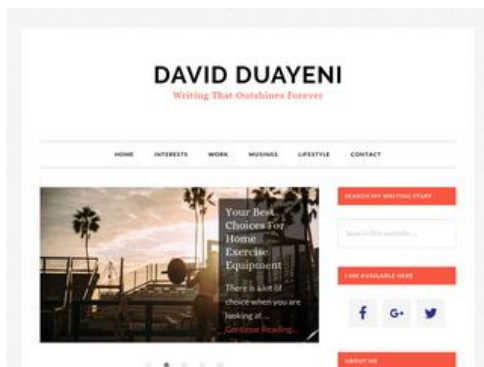 DAVID DUAYENI
Writing That Outshines Forever
HOME INTERESTS WORK MUSINGS LIFESTYLE CONTACT
Your Best
Choices For
Home
Exercise
Equipment
There is a lot of
choice when you are
looking at ...
Continue Reading...
SEARCH MY WRITING STUFF
Search this website ...
I AM AVAILABLE HERE
f G+
ABOUT ME